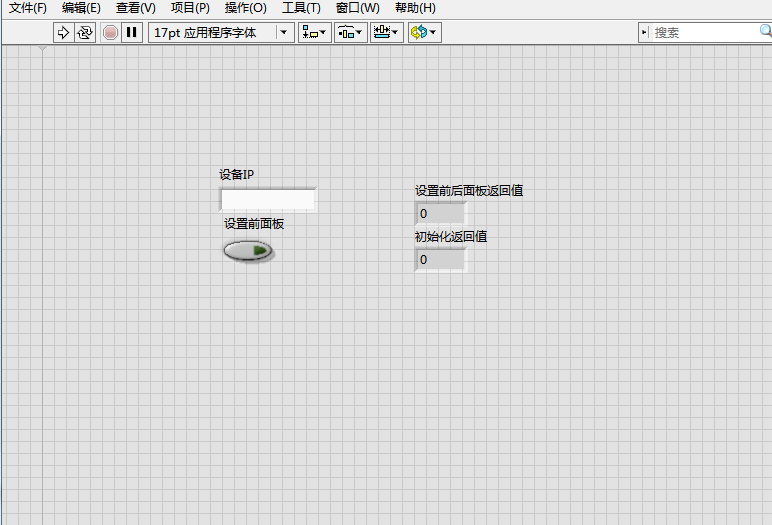 文件(F) 编辑(E) 查看(V) 项目(P) 操作(O) 工具(T) 窗口(W) 帮助(H)
17pt 应用程序字体 搜索
设备IP
设置前后面板返回值
0
设置前面板
初始化返回值
0